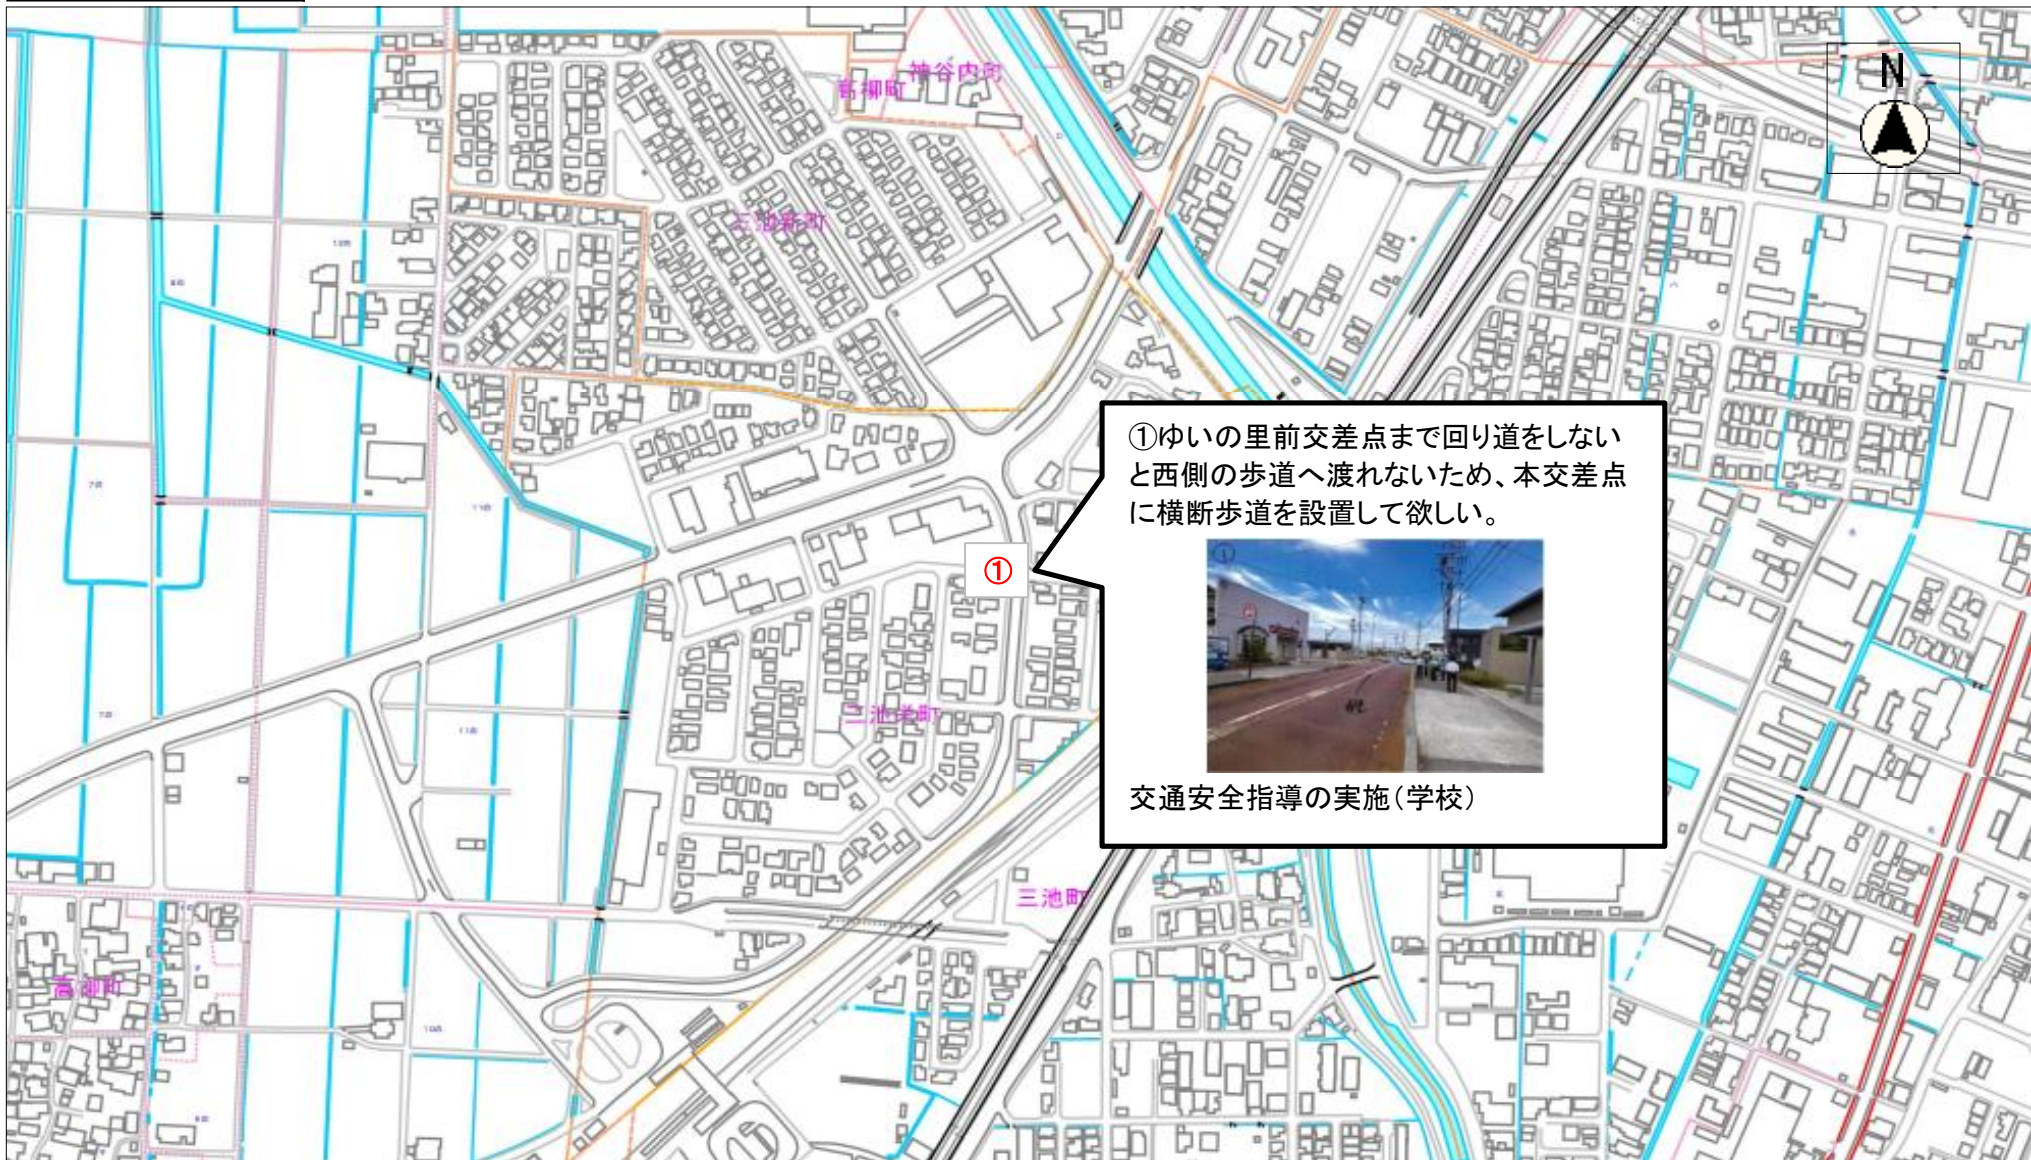 神谷内町
高柳町
N
三池新町
①ゆいの里前交差点まで回り道をしない
と西側の歩道へ渡れないため、本交差点
に横断歩道を設置して欲しい。
①
①
交通安全指導の実施(学校)
三池栄町
三池町
高柳町